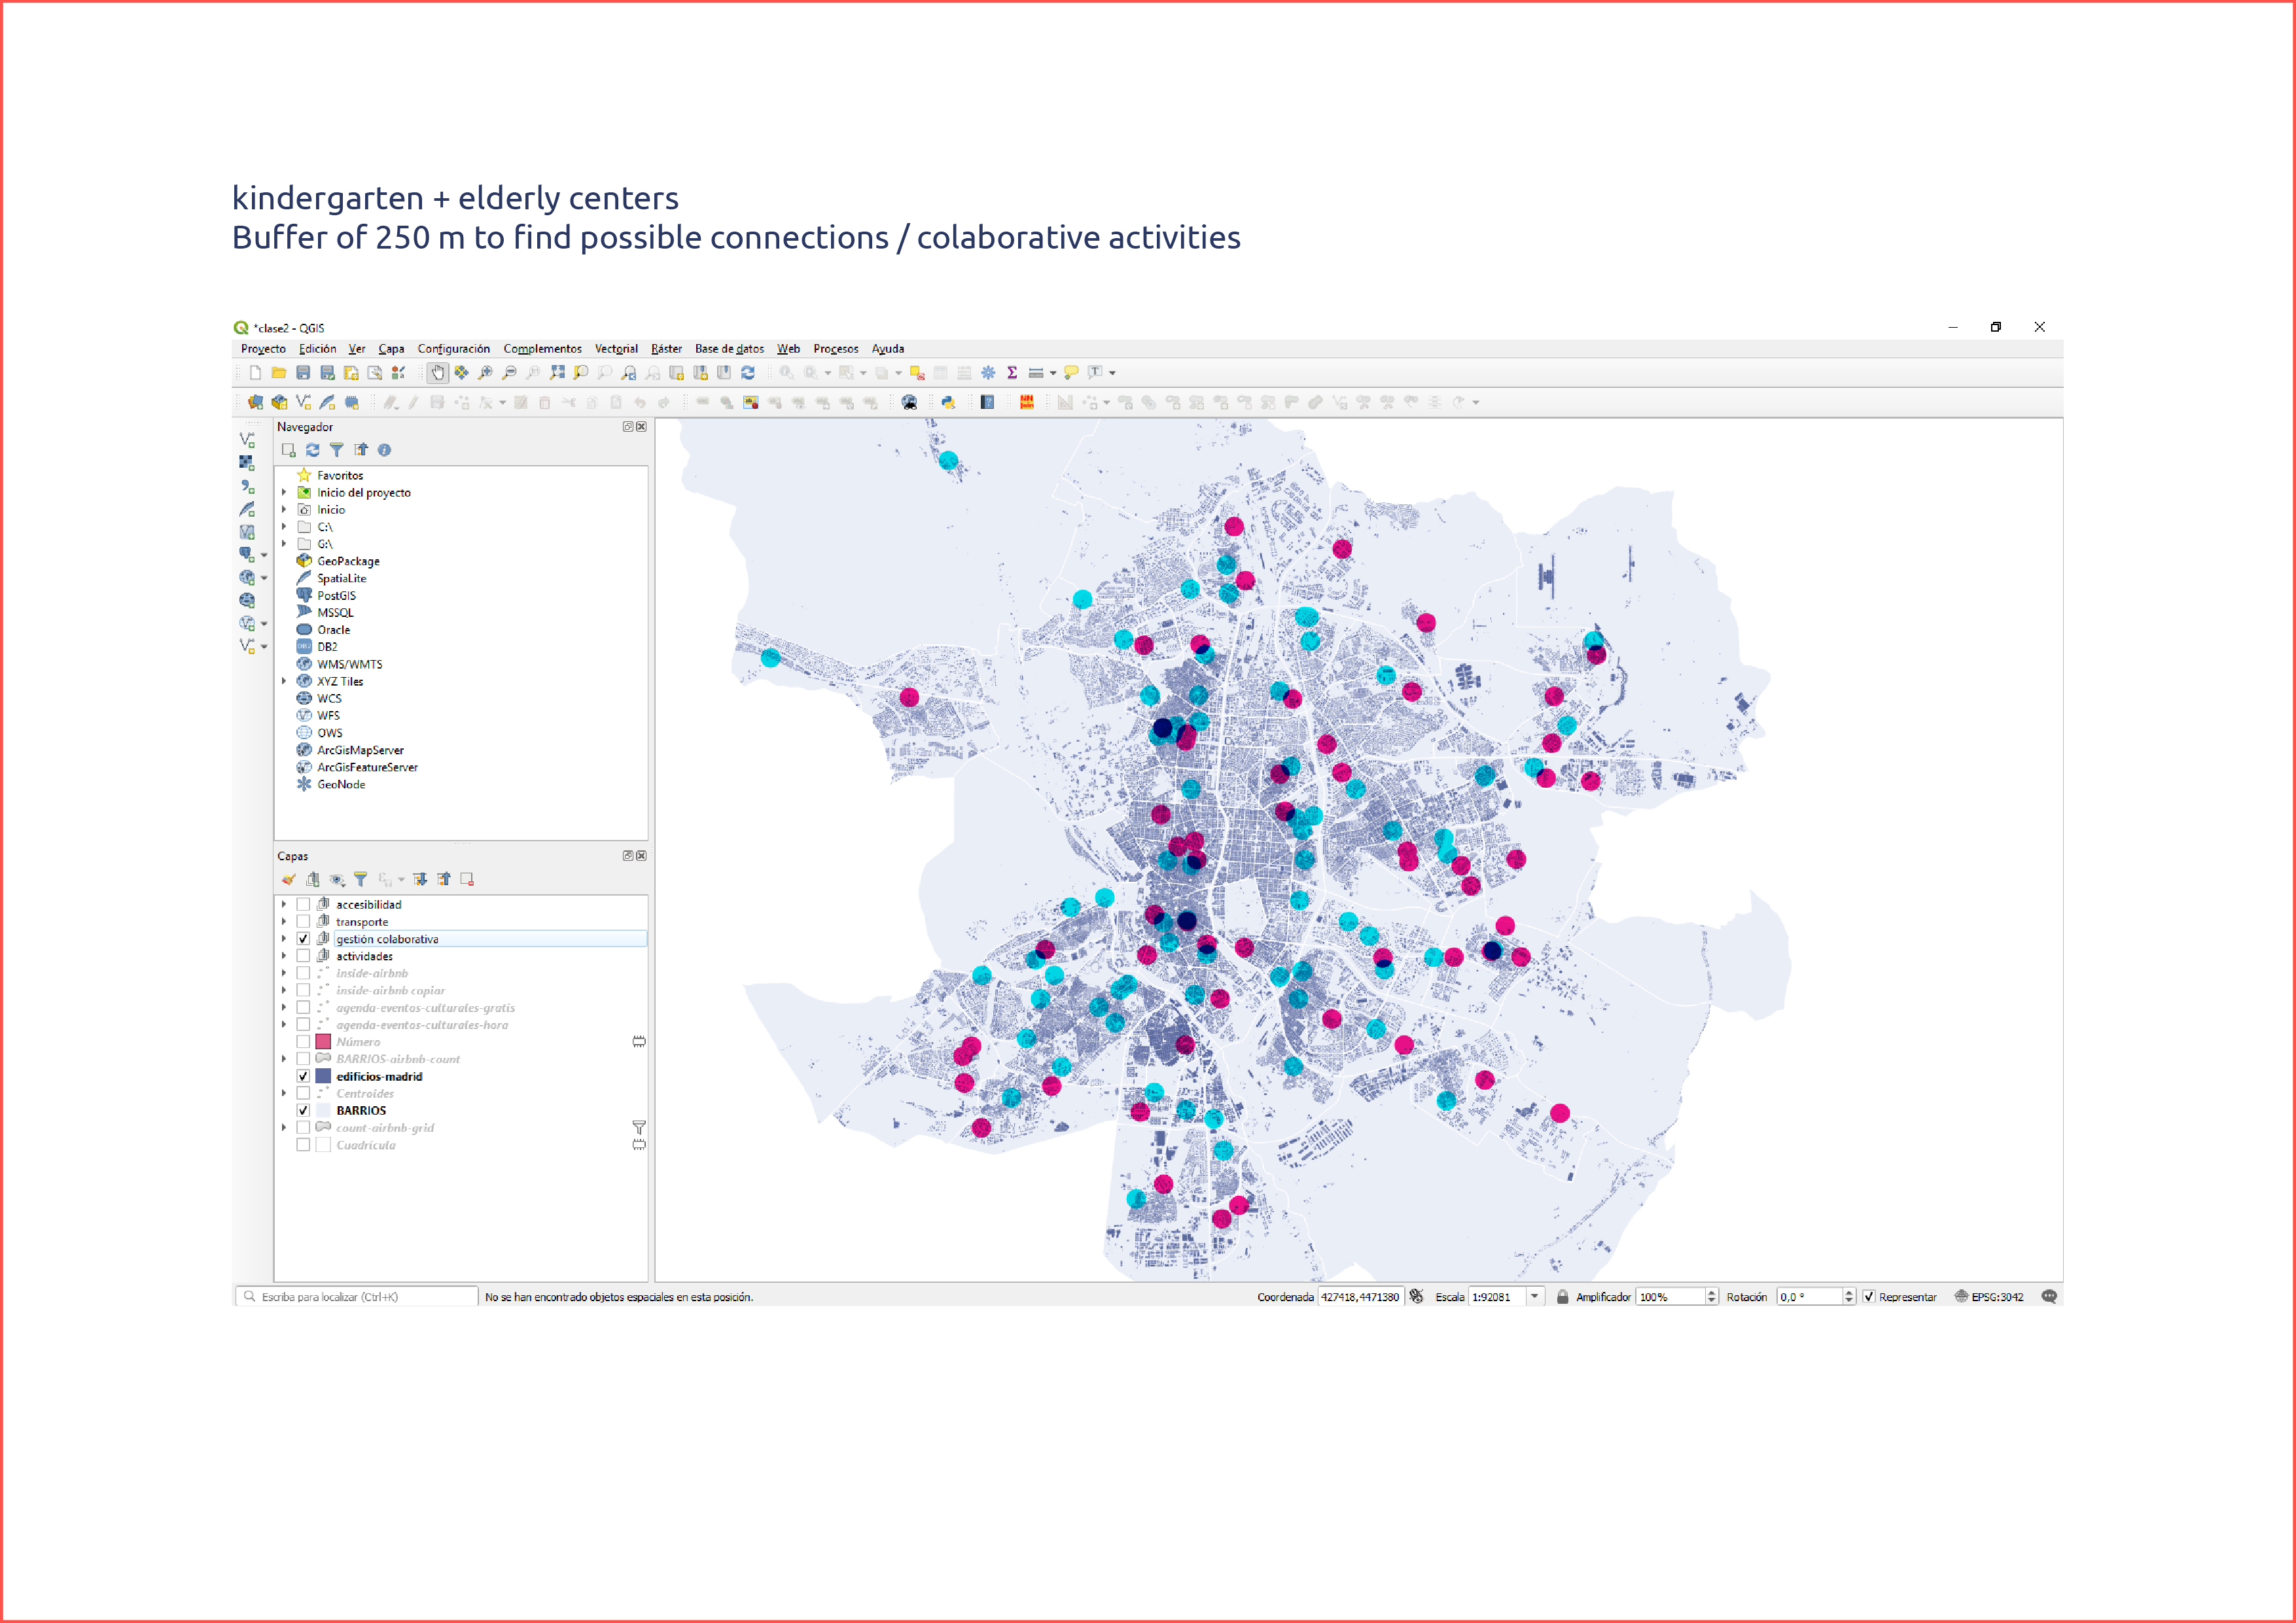 kindergarten + elderly centers
Buffer of 250 m to find possible connections / colaborative activities
*clase2 - QGIS
Proyecto Edición Ver Capa Configuración Complementos Vectorial Ráster Base de datos Web Procesos Ayuda
Navegador
Favoritos
Inicio del proyecto
Inicio
C:\
G:\
GeoPackage
SpatiaLite
PostGIS
MSSQL
Oracle
DB2
WMS/WMTS
XYZ Tiles
WCS
WFS
OWS
ArcGisMapServer
ArcGisFeatureServer
GeoNode
Capas
accesibilidad
transporte
gestión colaborativa
actividades
inside-airbnb
inside-airbnb copiar
agenda-eventos-culturales-gratis
agenda-eventos-culturales-hora
Número
BARRIOS-airbnb-count
edificios-madrid
Centroides
BARRIOS
count-airbnb-grid
Cuadrícula
Escriba para localizar (Ctrl+K) No se han encontrado objetos espaciales en esta posición. Coordenada 427418,4471380 Escala 1:92081 Amplificador 100% Rotación 0,0 ° Representar EPSG:3042